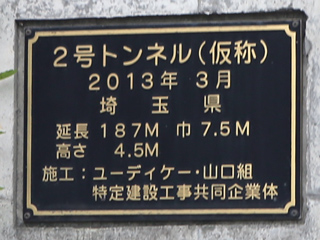 2号トンネル(仮称)
2013年 3月
埼玉県
延長 187M 巾 7.5M
高さ 4.5M
施工:ユーディケー・山口組
特定建設工事共同企業体